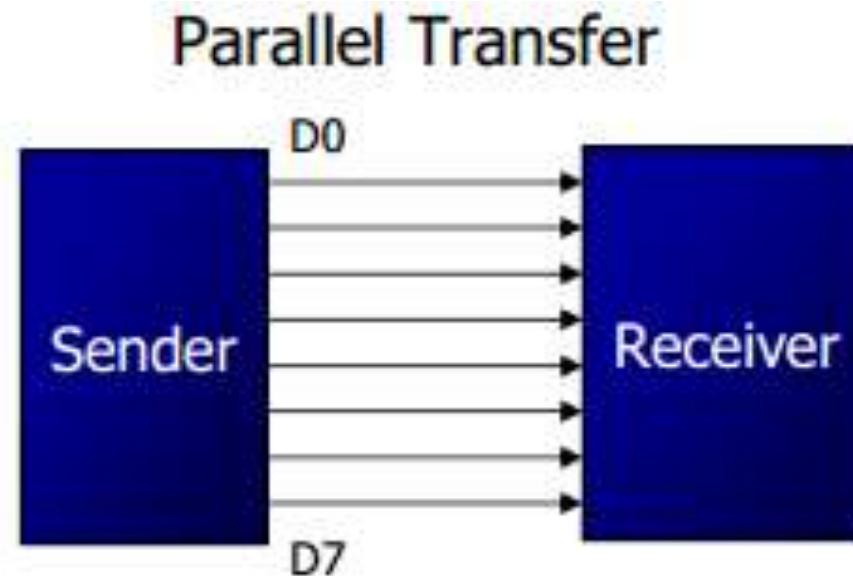 Parallel Transfer
D0
Sender
Receiver
D7